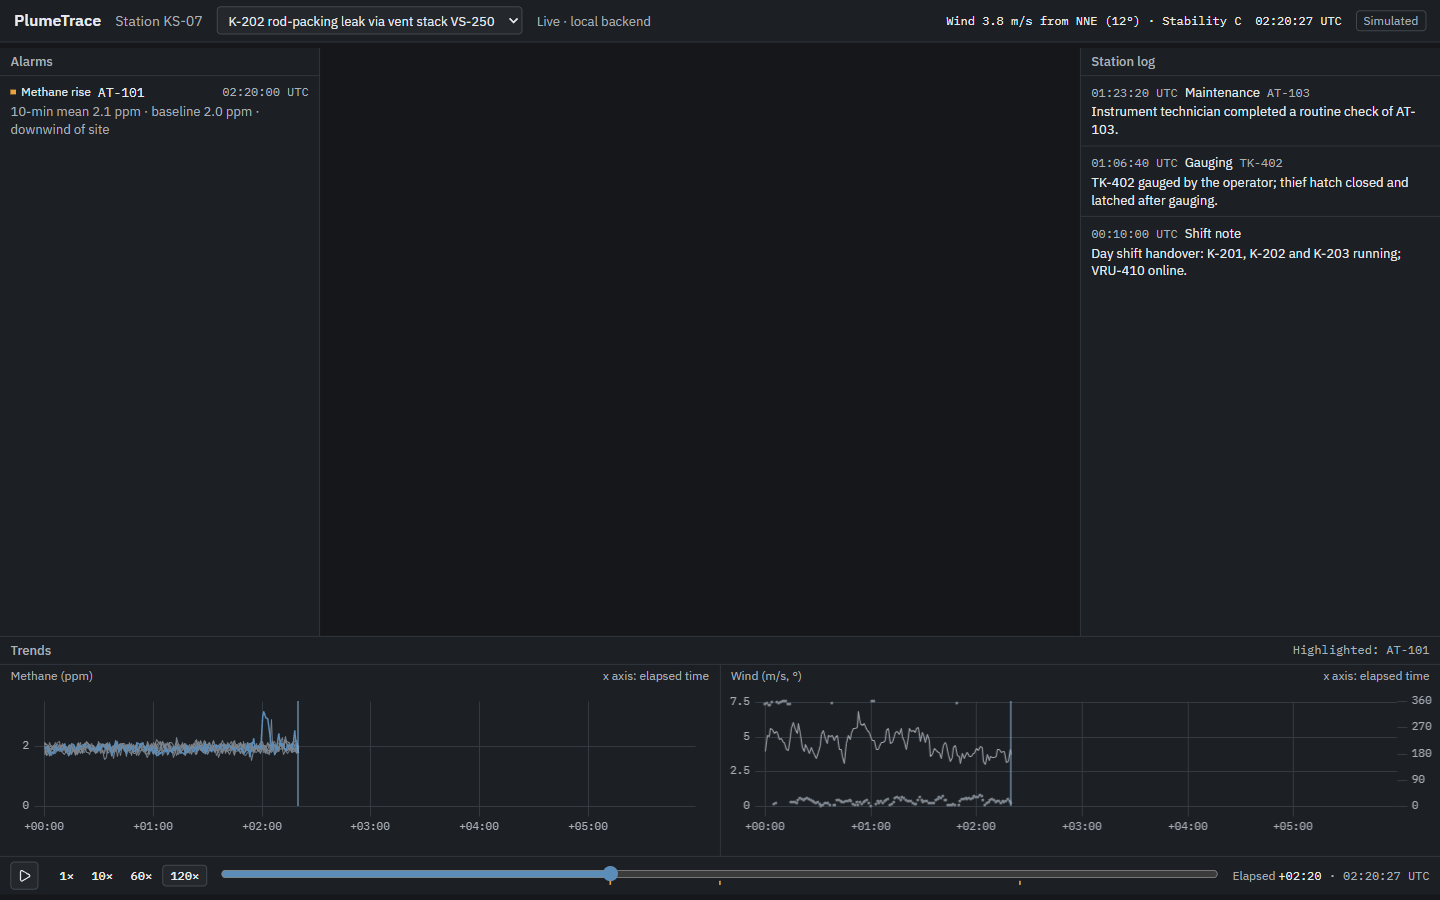 PlumeTrace Station KS-07 K-202 rod-packing leak via vent stack VS-250 Live · local backend Wind 3.8 m/s from NNE (12°) · Stability C 02:20:27 UTC Simulated
Alarms
Methane rise AT-101 02:20:00 UTC
10-min mean 2.1 ppm · baseline 2.0 ppm ·
downwind of site
Station log
01:23:20 UTC Maintenance AT-103
Instrument technician completed a routine check of AT-
103.
01:06:40 UTC Gauging TK-402
TK-402 gauged by the operator; thief hatch closed and
latched after gauging.
00:10:00 UTC Shift note
Day shift handover: K-201, K-202 and K-203 running;
VRU-410 online.
Trends Highlighted: AT-101
Methane (ppm) x axis: elapsed time
2
0
+00:00 +01:00 +02:00 +03:00 +04:00 +05:00
Wind (m/s, °) x axis: elapsed time
7.5 360
270
5
180
2.5
90
0 0
+00:00 +01:00 +02:00 +03:00 +04:00 +05:00
1× 10× 60× 120× Elapsed +02:20 · 02:20:27 UTC